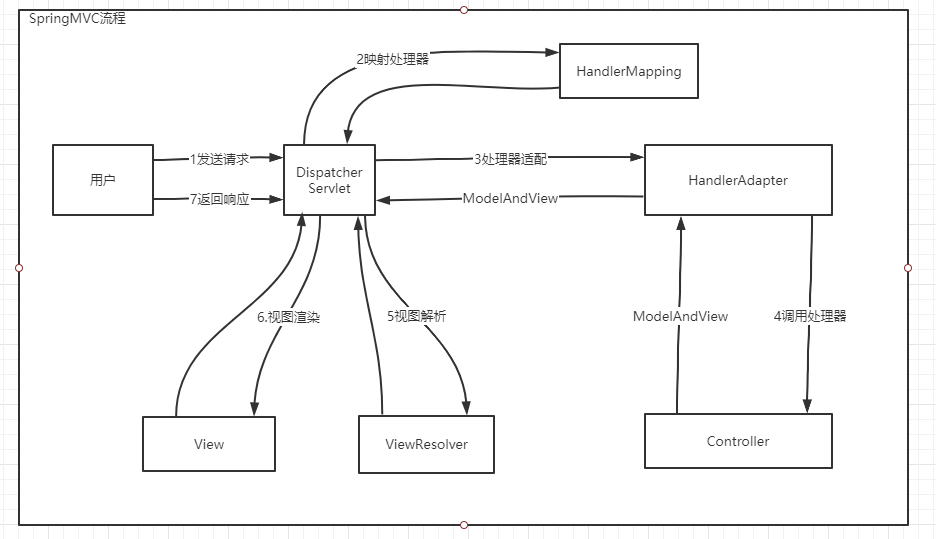 SpringMVC流程
2映射处理器
HandlerMapping
用户
1发送请求
7返回响应
Dispatcher
Servlet
3处理器适配
ModelAndView
HandlerAdapter
6.视图渲染
5视图解析
ModelAndView
4调用处理器
View
ViewResolver
Controller